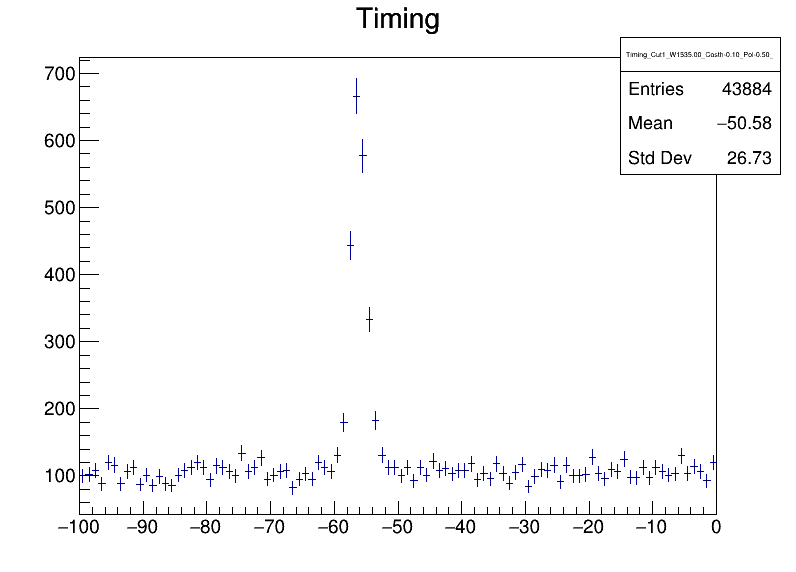 Timing
Timing_Cut1_W1535.00_Costh-0.10_Pol-0.50_
Entries 43884
Mean −50.58
Std Dev 26.73
700
600
500
400
300
200
100
−100 −90 −80 −70 −60 −50 −40 −30 −20 −10 0